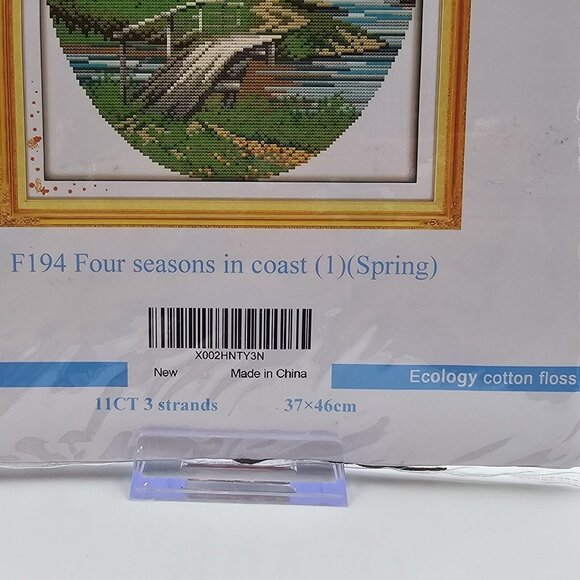 F194 Four seasons in coast (1)(Spring)
X002HNTY3N
New Made in China
Ecology cotton floss
11CT 3 strands 37×46cm